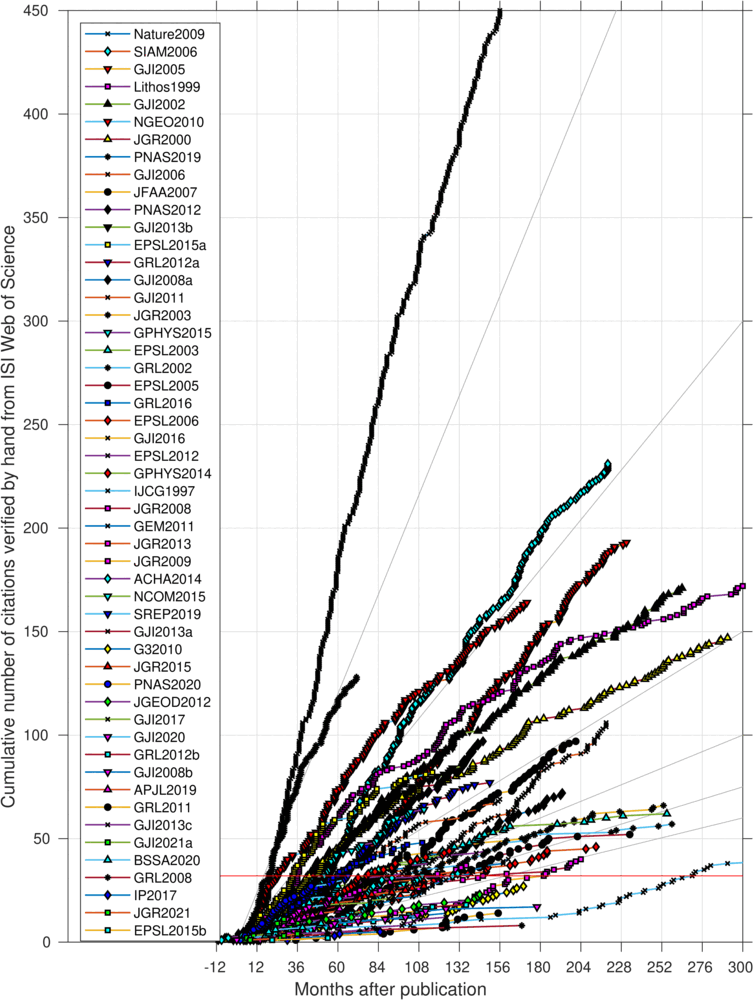 450
400
350
300
250
200
150
100
50
0
Cumulative number of citations verified by hand from ISI Web of Science
Nature2009
SIAM2006
GJI2005
Lithos1999
GJI2002
NGEO2010
JGR2000
PNAS2019
GJI2006
JFAA2007
PNAS2012
GJI2013b
EPSL2015a
GRL2012a
GJI2008a
GJI2011
JGR2003
GPHYS2015
EPSL2003
GRL2002
EPSL2005
GRL2016
EPSL2006
GJI2016
EPSL2012
GPHYS2014
IJCG1997
JGR2008
GEM2011
JGR2013
JGR2009
ACHA2014
NCOM2015
SREP2019
GJI2013a
G32010
JGR2015
PNAS2020
JGEOD2012
GJI2017
GJI2020
GRL2012b
GJI2008b
APJL2019
GRL2011
GJI2013c
GJI2021a
BSSA2020
GRL2008
IP2017
JGR2021
EPSL2015b
-12 12 36 60 84 108 132 156 180 204 228 252 276 300
Months after publication